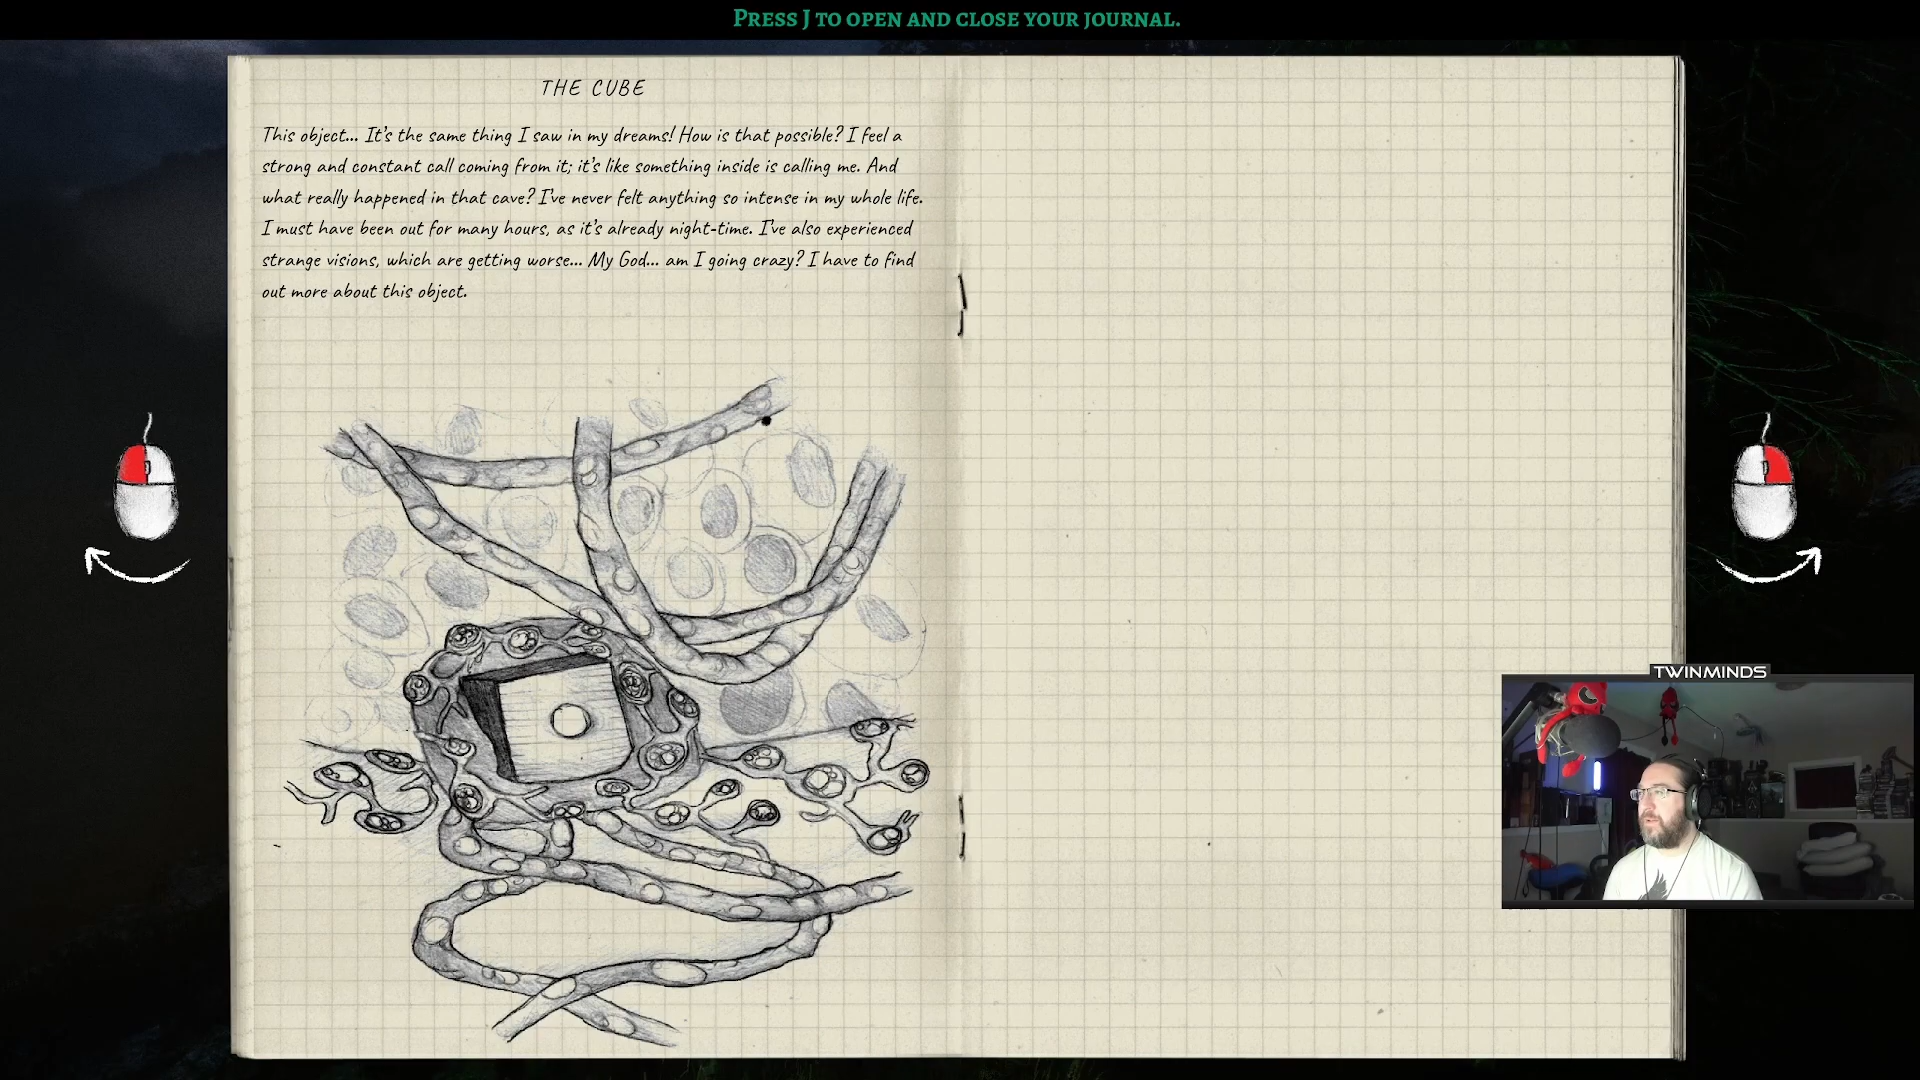 PRESS J TO OPEN AND CLOSE YOUR JOURNAL.
THE CUBE
This object... It's the same thing I saw in my dreams! How is that possible? I feel a
strong and constant call coming from it; it's like something inside is calling me. And
what really happened in that cave? I've never felt anything so intense in my whole life.
I must have been out for many hours, as it's already night-time. I've also experienced
strange visions, which are getting worse... My God... am I going crazy? I have to find
out more about this object.
TWINMINDS